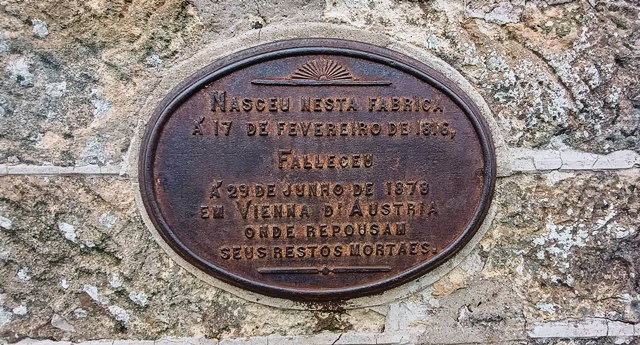 NASCEU NESTA FABRICA
Á 17 DE FEVEREIRO DE 1816,
FALLECEU
Á 29 DE JUNHO DE 1878
EM VIENNA D'AUSTRIA
ONDE REPOUSAM
SEUS RESTOS MORTAES.